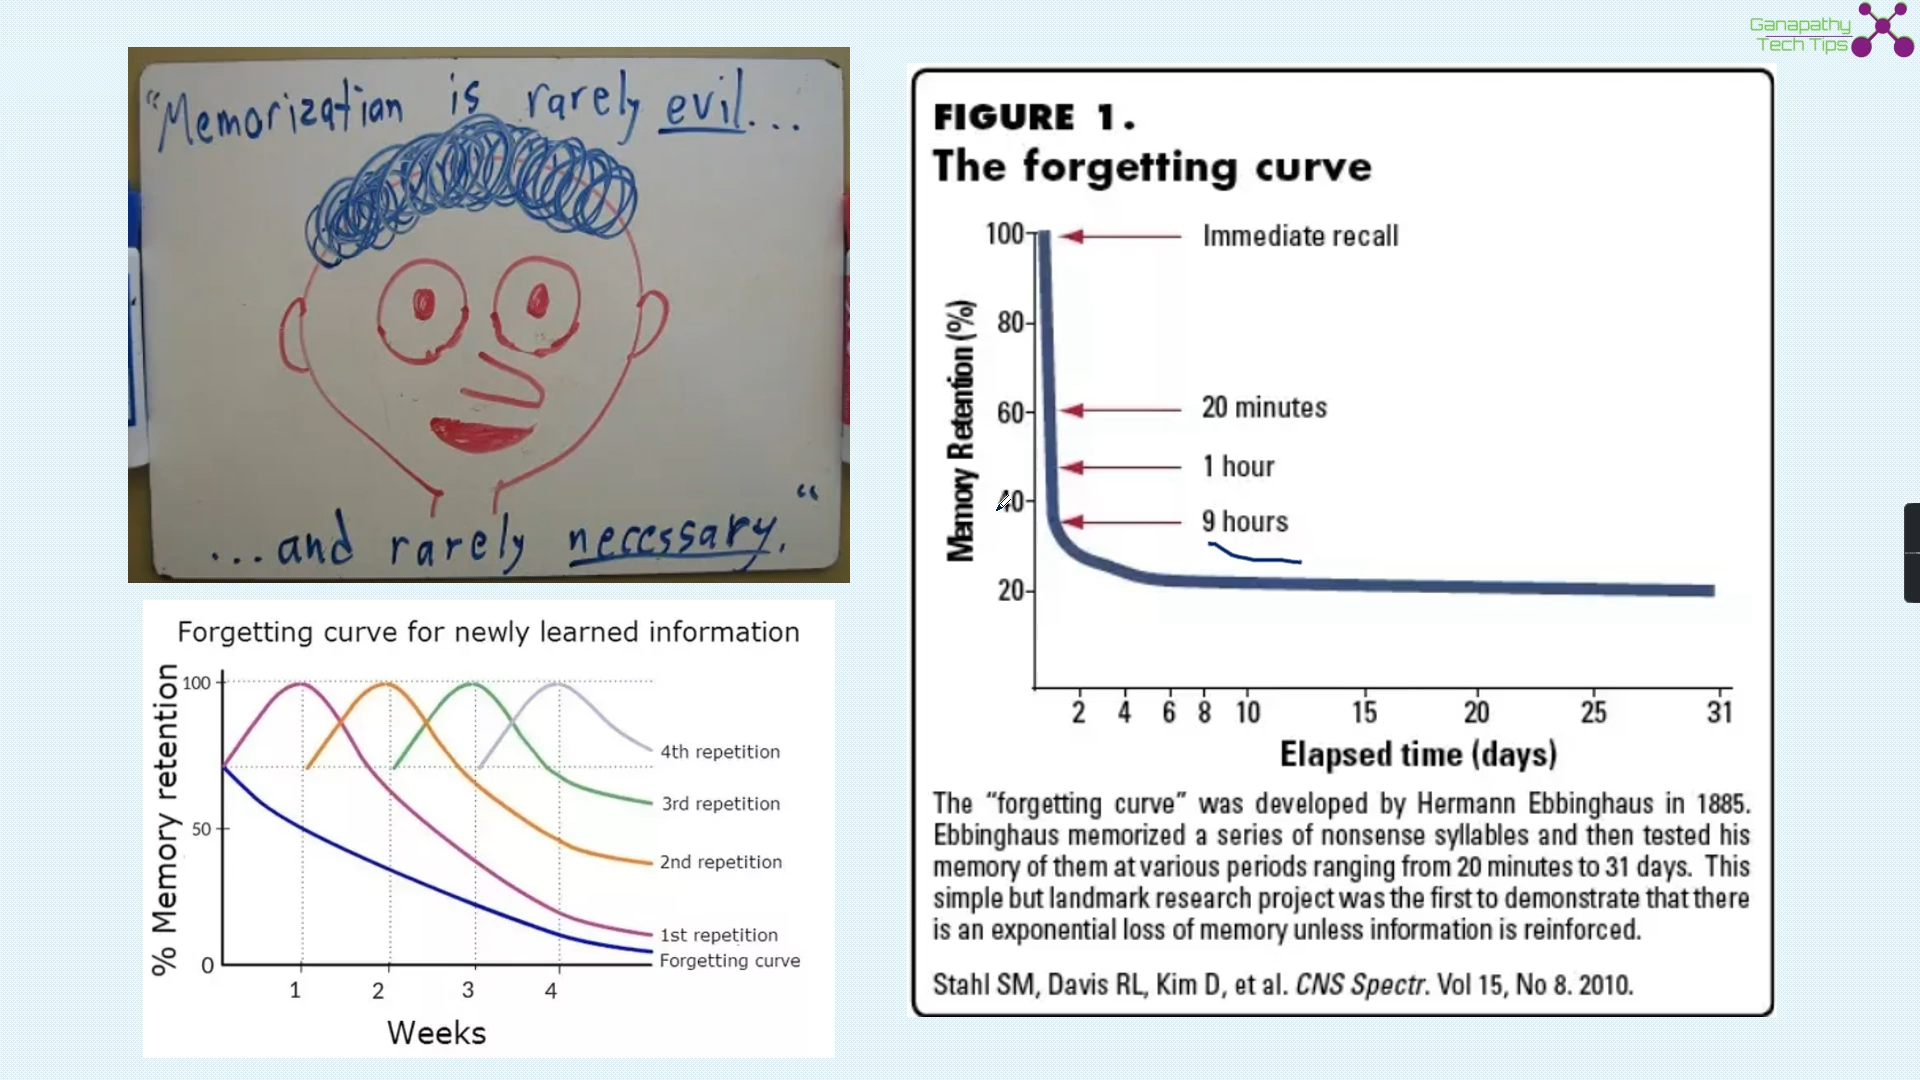 Ganapathy
Tech Tips
"Memorization is rarely evil...
...and rarely necessary."
FIGURE 1.
The forgetting curve
Memory Retention (%)
100
80
60
40
20
Immediate recall
20 minutes
1 hour
9 hours
2 4 6 8 10 15 20 25 31
Elapsed time (days)
The "forgetting curve" was developed by Hermann Ebbinghaus in 1885.
Ebbinghaus memorized a series of nonsense syllables and then tested his
memory of them at various periods ranging from 20 minutes to 31 days. This
simple but landmark research project was the first to demonstrate that there
is an exponential loss of memory unless information is reinforced.
Stahl SM, Davis RL, Kim D, et al. CNS Spectr. Vol 15, No 8. 2010.
Forgetting curve for newly learned information
% Memory retention
100
50
0
4th repetition
3rd repetition
2nd repetition
1st repetition
Forgetting curve
1 2 3 4
Weeks